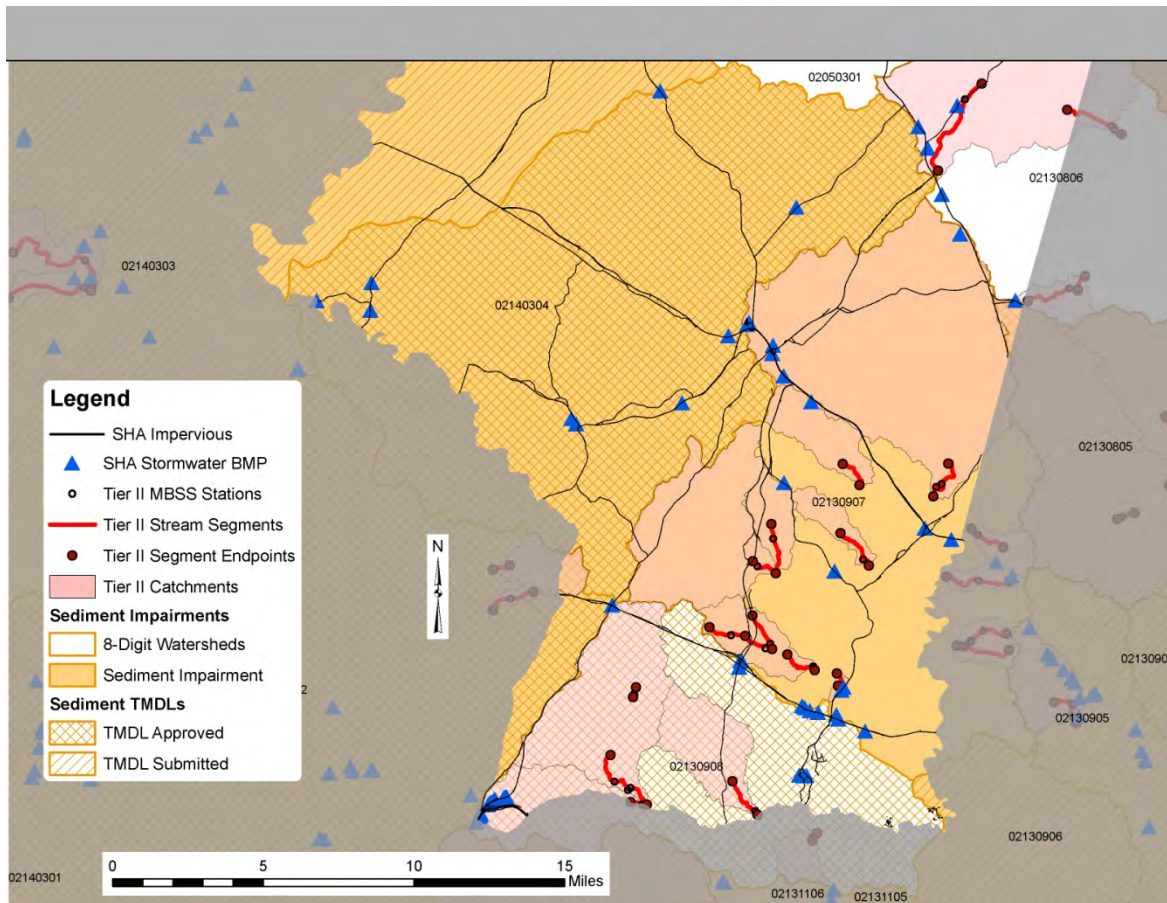 02050301
02130806
02140303
02140304
02130805
02130907
Legend
SHA Impervious
SHA Stormwater BMP
Tier II MBSS Stations
Tier II Stream Segments
Tier II Segment Endpoints
Tier II Catchments
Sediment Impairments
8-Digit Watersheds
Sediment Impairment
Sediment TMDLs
TMDL Approved
TMDL Submitted
N
2
0213090
02130905
02130908
02130906
0 5 10 15
Miles
02140301
02131106
02131105